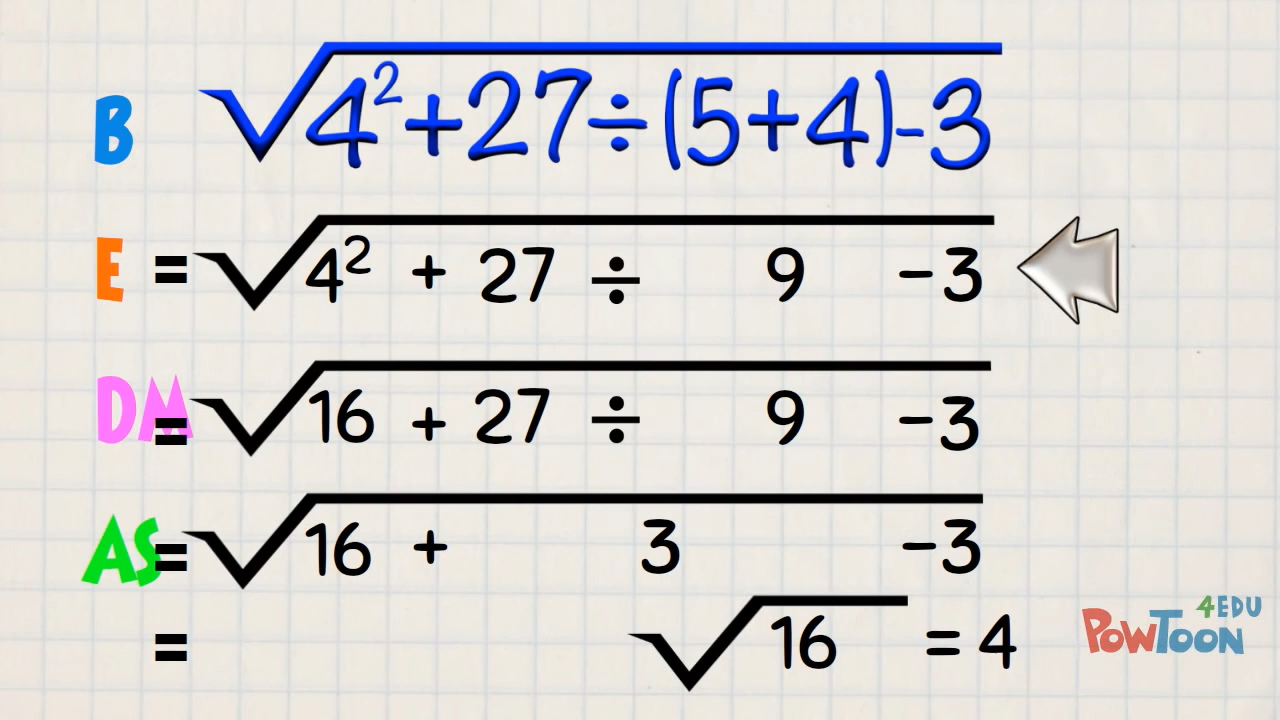 B √4²+27÷(5+4)-3
E = √4² + 27 ÷ 9 -3
DM = √16 + 27 ÷ 9 -3
AS = √16 + 3 -3
= √16 = 4
POWTOON 4EDU